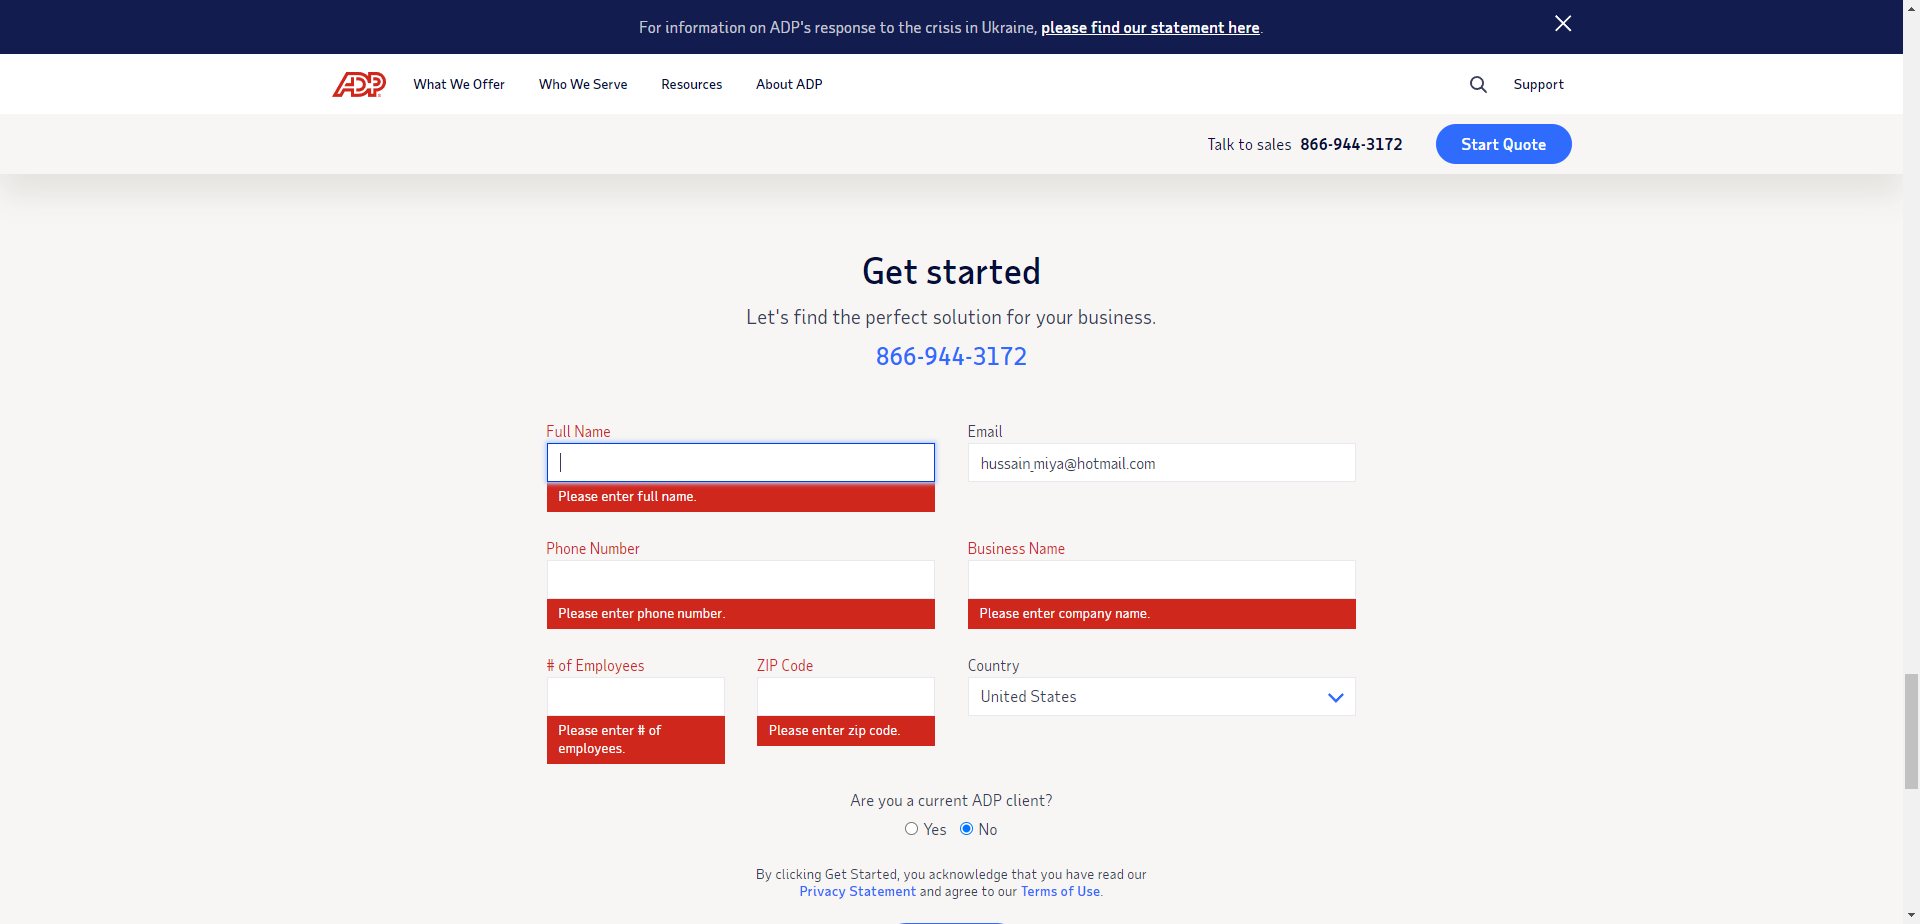 For information on ADP's response to the crisis in Ukraine, please find our statement here.
ADP What We Offer Who We Serve Resources About ADP Support
Talk to sales 866-944-3172 Start Quote
Get started
Let's find the perfect solution for your business.
866-944-3172
Full Name Email
hussain_miya@hotmail.com
Please enter full name.
Phone Number Business Name
Please enter phone number. Please enter company name.
# of Employees ZIP Code Country
United States
Please enter # of employees. Please enter zip code.
Are you a current ADP client?
Yes No
By clicking Get Started, you acknowledge that you have read our
Privacy Statement and agree to our Terms of Use.